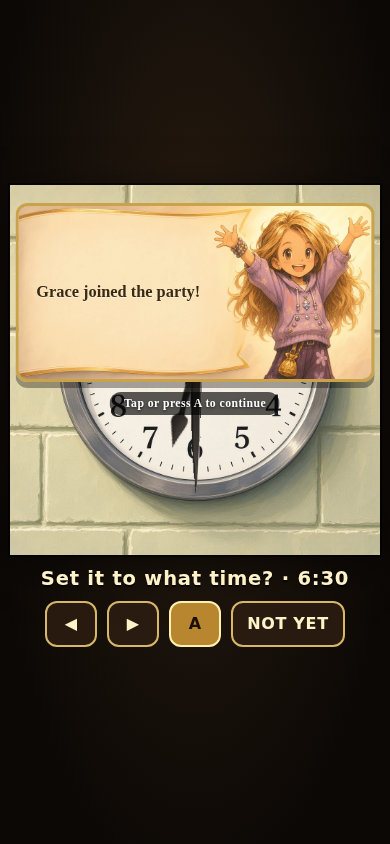 Grace joined the party!
Tap or press A to continue
8 4
7 5
6
Set it to what time? · 6:30
◀ ▶ A NOT YET